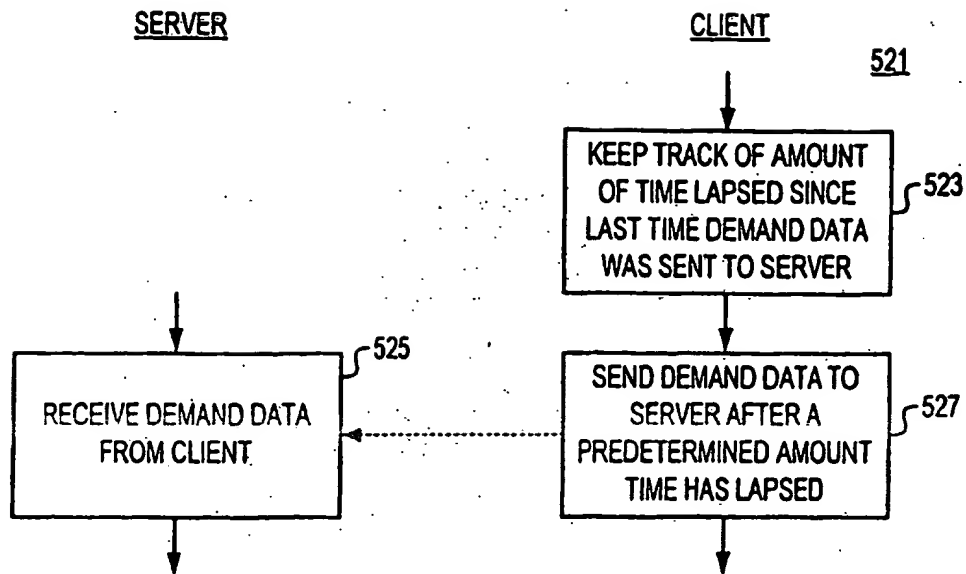 SERVER
CLIENT
521
KEEP TRACK OF AMOUNT
OF TIME LAPSED SINCE
LAST TIME DEMAND DATA
WAS SENT TO SERVER
523
525
RECEIVE DEMAND DATA
FROM CLIENT
SEND DEMAND DATA TO
SERVER AFTER A
PREDETERMINED AMOUNT
TIME HAS LAPSED
527